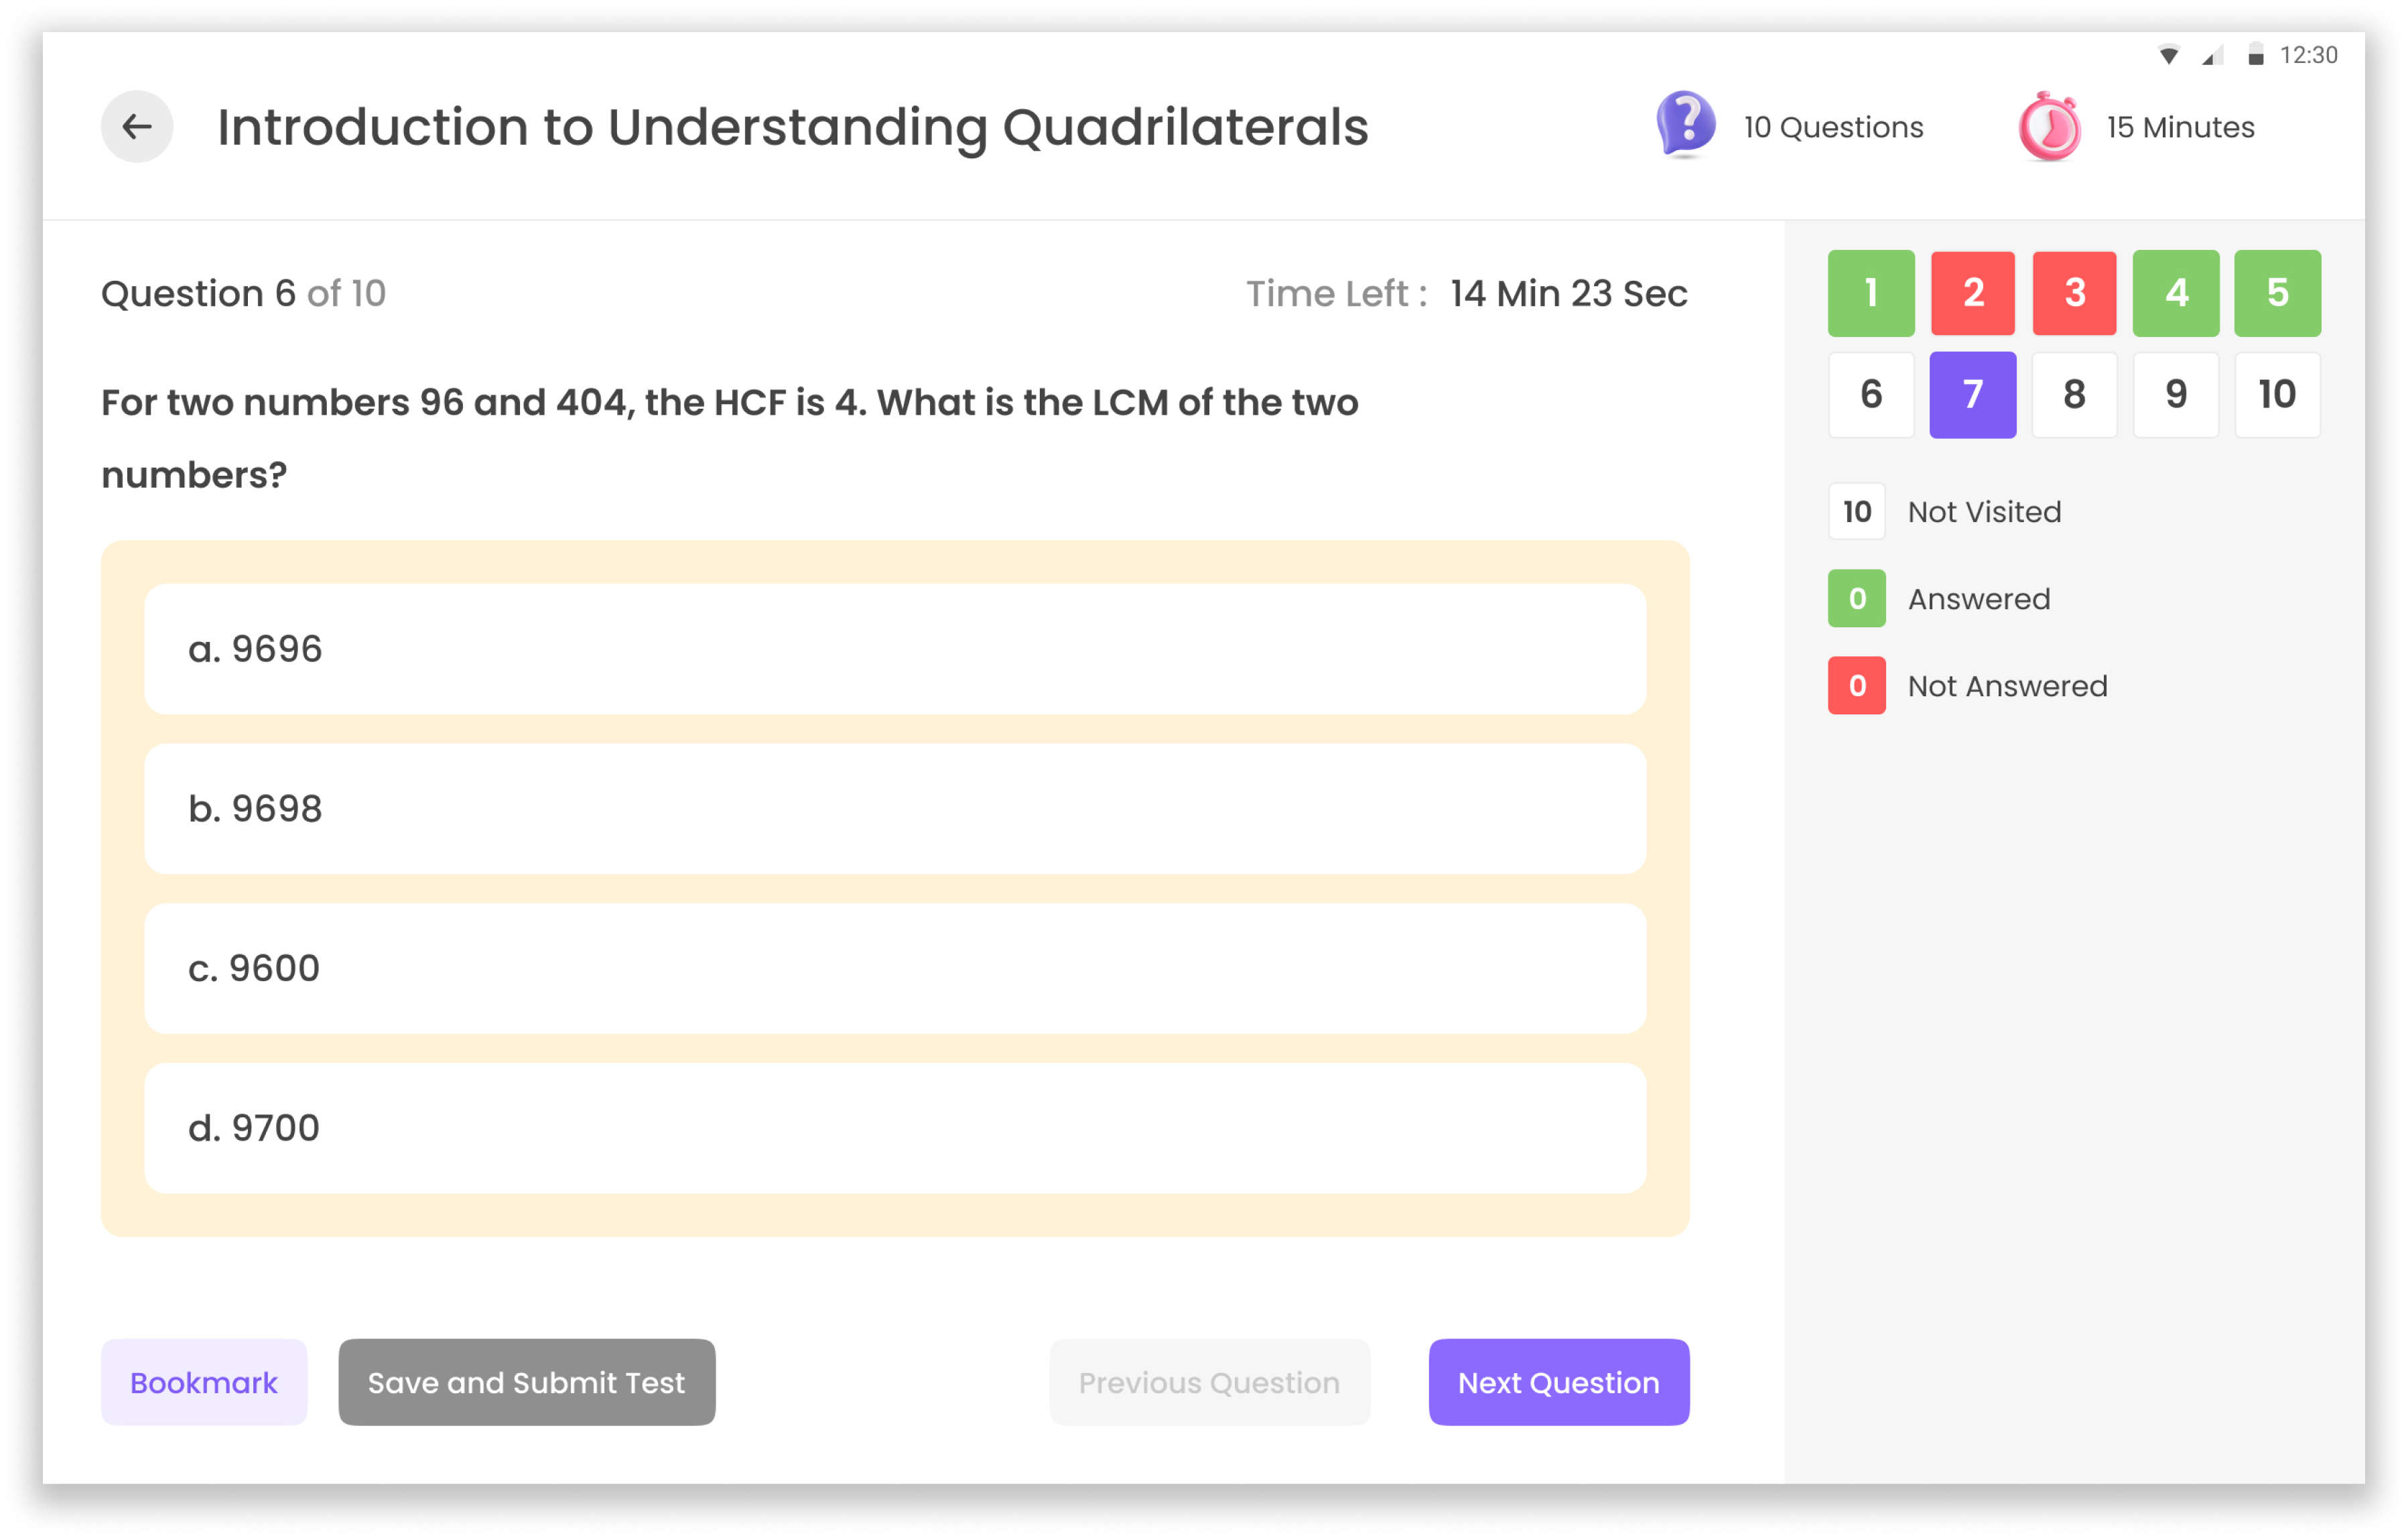 12:30
Introduction to Understanding Quadrilaterals
10 Questions
15 Minutes
Question 6 of 10
Time Left : 14 Min 23 Sec
For two numbers 96 and 404, the HCF is 4. What is the LCM of the two
numbers?
a. 9696
b. 9698
c. 9600
d. 9700
Bookmark
Save and Submit Test
Previous Question
Next Question
1 2 3 4 5
6 7 8 9 10
10 Not Visited
0 Answered
0 Not Answered